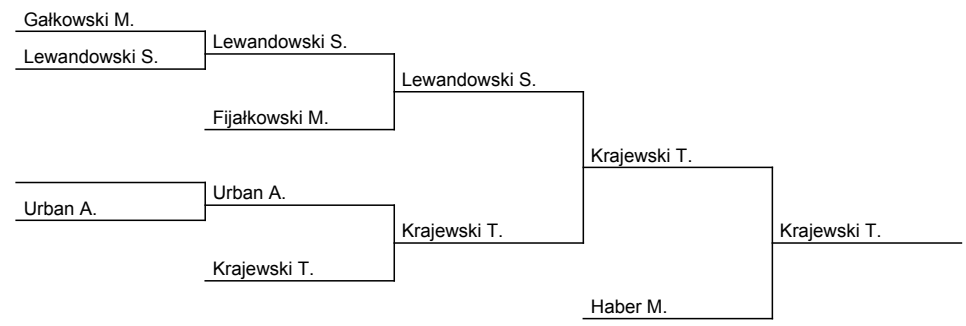 Gałkowski M.
Lewandowski S.
Lewandowski S.
Lewandowski S.
Fijałkowski M.
Krajewski T.
Urban A.
Urban A.
Krajewski T.
Krajewski T.
Krajewski T.
Haber M.